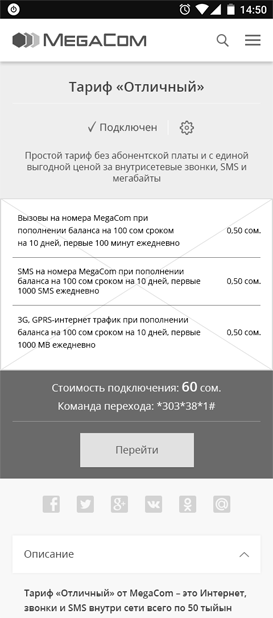 14:50
MEGACOM
Тариф «Отличный»
Подключен
Простой тариф без абонентской платы и с единой
выгодной ценой за внутрисетевые звонки, SMS и
мегабайты
Вызовы на номера MegaCom при
пополнении баланса на 100 сом сроком
на 10 дней, первые 100 минут ежедневно
0,50 сом.
SMS на номера MegaCom при пополнении
баланса на 100 сом сроком на 10 дней, первые
1000 SMS ежедневно
0,50 сом.
3G, GPRS-интернет трафик при пополнении
баланса на 100 сом сроком на 10 дней, первые
1000 MB ежедневно
0,50 сом.
Стоимость подключения: 60 сом.
Команда перехода: *303*38*1#
Перейти
Описание
Тариф «Отличный» от MegaCom – это Интернет,
звонки и SMS внутри сети всего по 50 тыйын